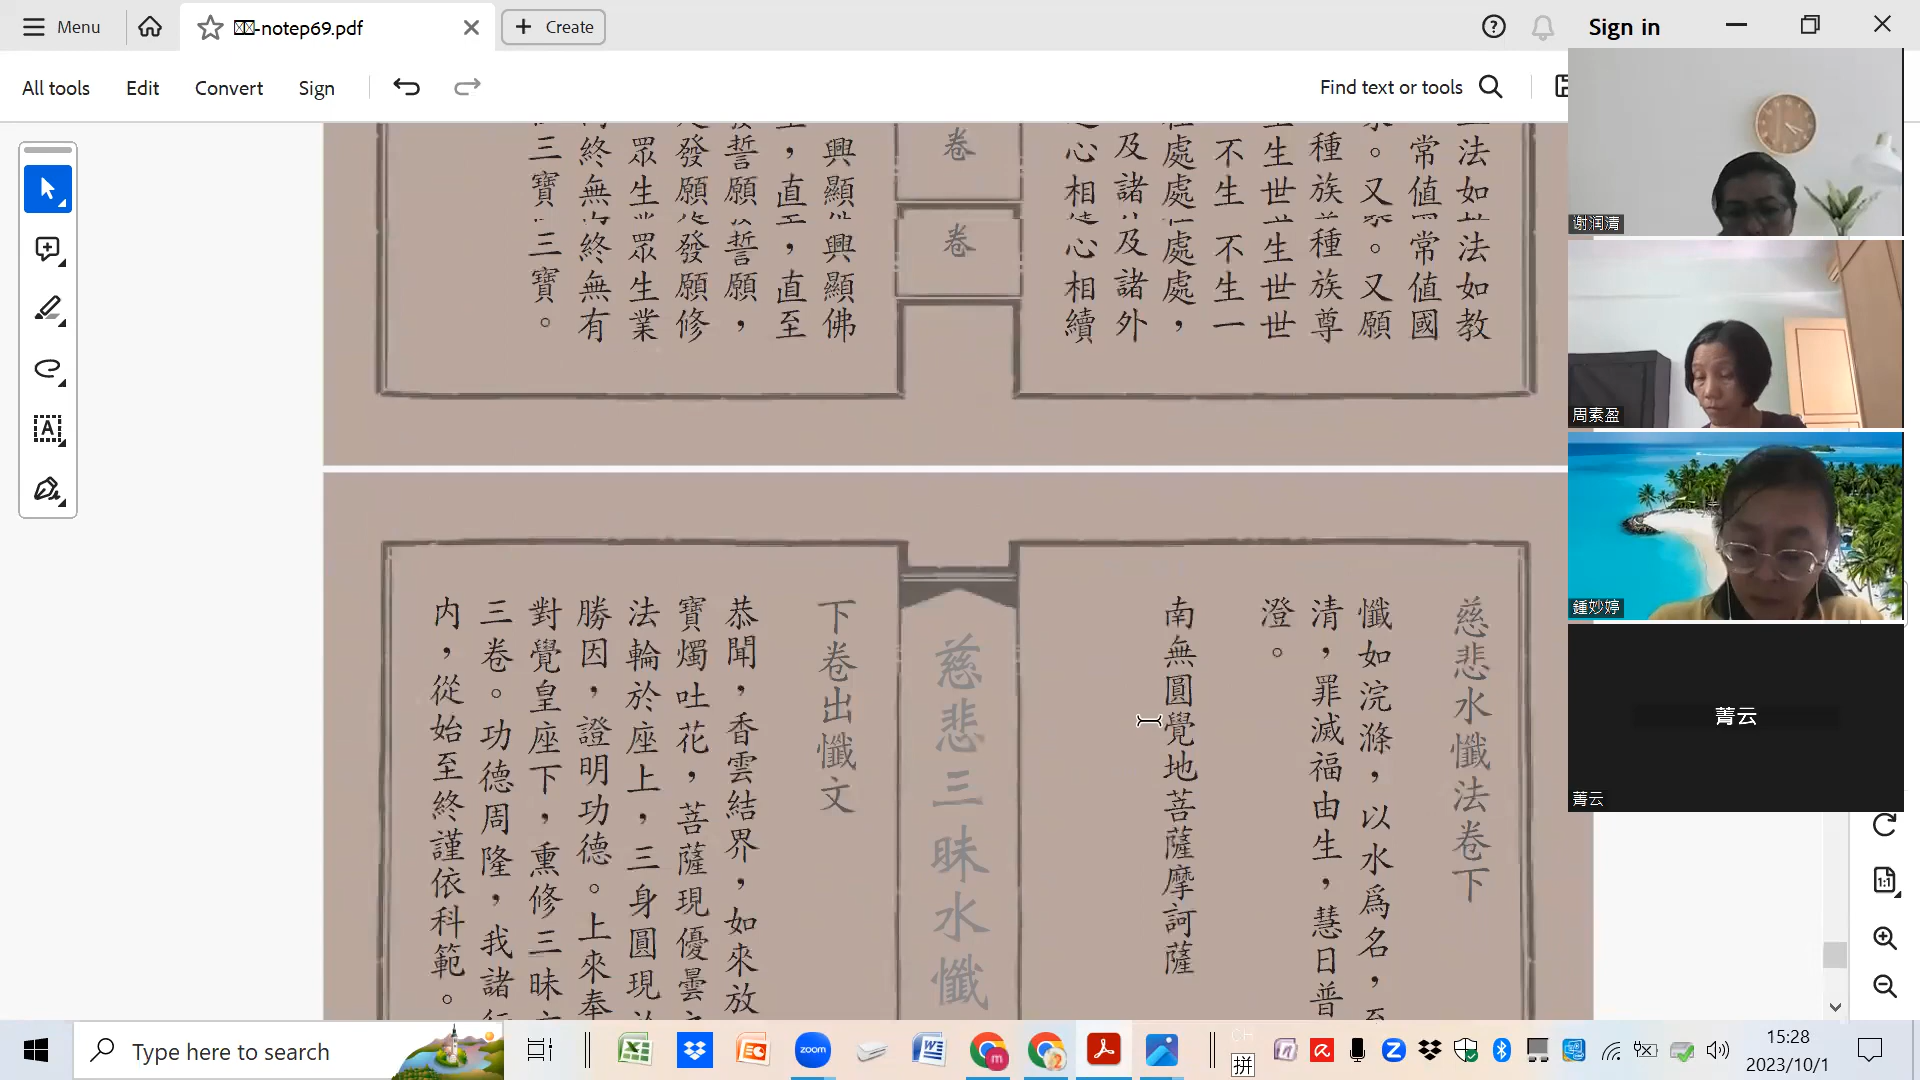 Menu
-notep69.pdf
Create
Sign in
All tools
Edit
Convert
Sign
Find text or tools
法如
常值
。又
種族
生世
不生
處處
及諸
心相
卷
興顯
，直
誓願
發願
眾生
終無
三寶
法如教
常值國
。又願
種族尊
生世世
不生一
處處，
及諸外
心相續
卷
興顯佛
，直至
誓願，
發願修
眾生業
終無有
三寶。
慈悲水懺法卷下
懺如浣滌，以水爲名，至
清，罪滅福由生，慧日普
澄。
南無圓覺地菩薩摩訶薩
慈悲三昧水懺
下卷出懺文
恭聞，香雲結界，如來放
寶燭吐花，菩薩現優曇
法輪於座上，三身圓現
勝因，證明功德。上來奉
對覺皇座下，熏修三昧
三卷。功德周隆，我諸行
内，從始至終謹依科範。
谢润清
周素盈
鍾妙婷
菁云
菁云
1:1
Type here to search
zoom
m
CH
拼
15:28
2023/10/1